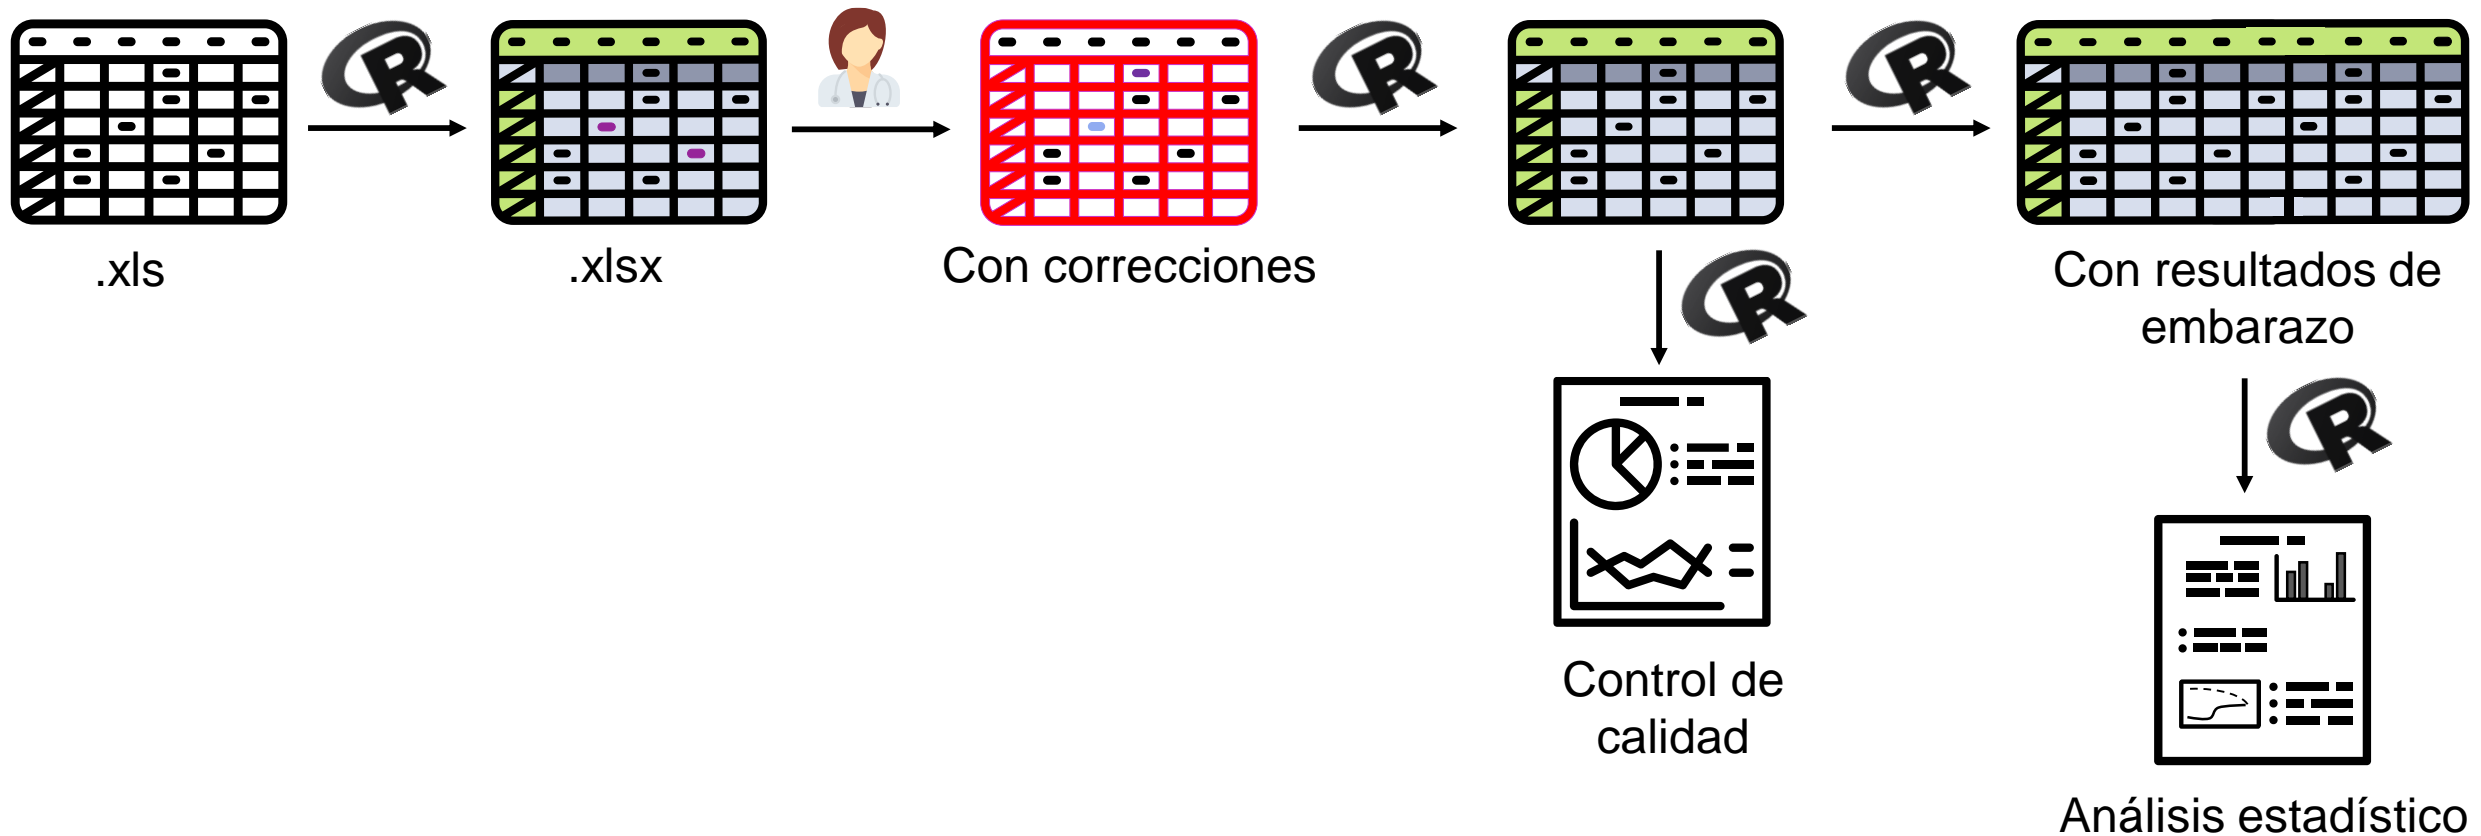 R
R
R
.xls
.xlsx
Con correcciones
Con resultados de
embarazo
R
R
Control de
calidad
Análisis estadístico